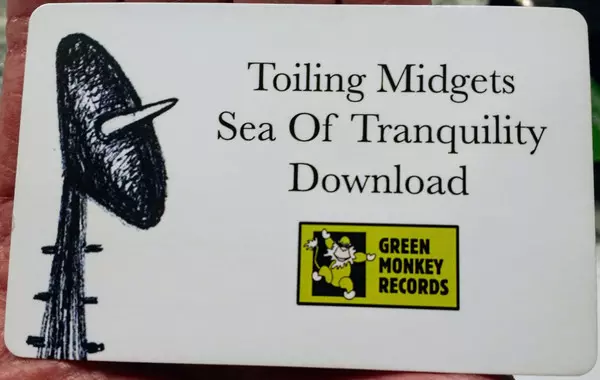 Toiling Midgets
Sea Of Tranquility
Download
GREEN
MONKEY
RECORDS